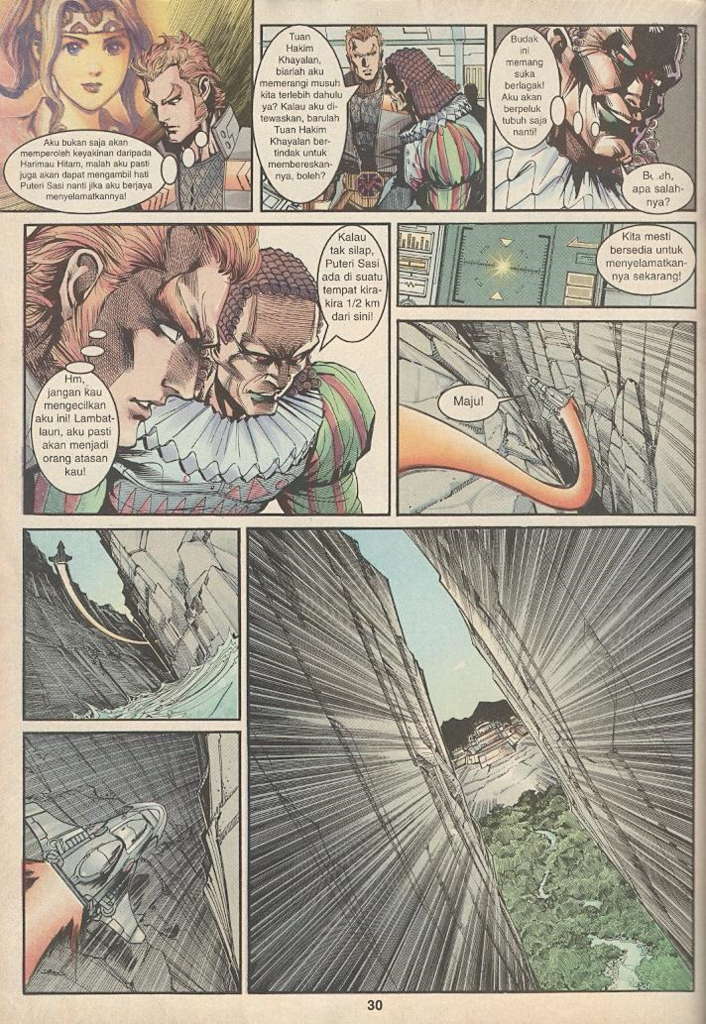 Aku bukan saja akan
memperoleh keyakinan daripada
Harimau Hitam, malah aku pasti
juga akan dapat mengambil hati
Puteri Sasi nanti jika aku berjaya
menyelamatkannya!
Tuan
Hakim
Khayalan,
biarlah aku
memerangi musuh
kita terlebih dahulu
ya? Kalau aku di-
tewaskan, barulah
Tuan Hakim
Khayalan ber-
tindak untuk
membereskan-
nya, boleh?
Budak
ini
memang
suka
berlagak!
Aku akan
berpeluk
tubuh saja
nanti!
apa salah-
nya?
Hm,
jangan kau
mengecilkan
aku ini! Lambat-
laun, aku pasti
akan menjadi
orang atasan
kau!
Kalau
tak silap,
Puteri Sasi
ada di suatu
tempat kira-
kira 1/2 km
dari sini!
Kita mesti
bersedia untuk
menyelamatkan-
nya sekarang!
Maju!
30